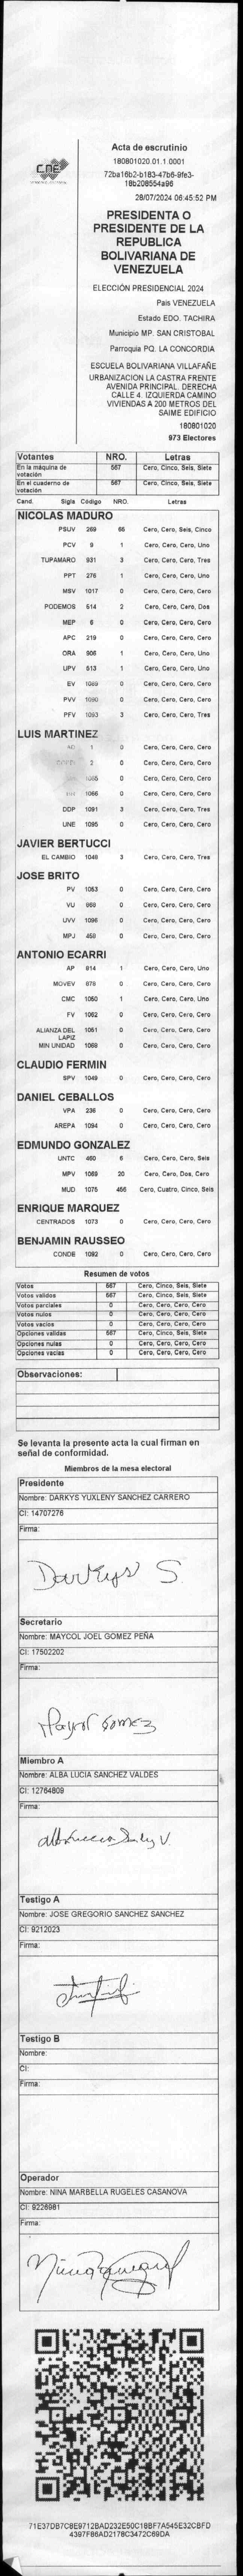 CNE
Acta de escrutinio
180801020.01.1.0001
72ba16b2-b183-47b6-9fe3-
18b208554a96
28/07/2024 06:45:52 PM
PRESIDENTA O
PRESIDENTE DE LA
REPUBLICA
BOLIVARIANA DE
VENEZUELA
ELECCIÓN PRESIDENCIAL 2024
País VENEZUELA
Estado EDO. TACHIRA
Municipio MP. SAN CRISTOBAL
Parroquia PQ. LA CONCORDIA
ESCUELA BOLIVARIANA VILLAFAÑE
URBANIZACION LA CASTRA FRENTE
AVENIDA PRINCIPAL. DERECHA
CALLE 4. IZQUIERDA CAMINO
VIVIENDAS A 200 METROS DEL
SAIME EDIFICIO
180801020
973 Electores
Votantes NRO. Letras
En la máquina de votación 567 Cero, Cinco, Seis, Siete
En el cuaderno de votación 567 Cero, Cinco, Seis, Siete
Cand. Sigla Código NRO. Letras
NICOLAS MADURO
PSUV 269 65 Cero, Cero, Seis, Cinco
PCV 9 1 Cero, Cero, Cero, Uno
TUPAMARO 931 3 Cero, Cero, Cero, Tres
PPT 276 1 Cero, Cero, Cero, Uno
MSV 1017 0 Cero, Cero, Cero, Cero
PODEMOS 514 2 Cero, Cero, Cero, Dos
MEP 6 0 Cero, Cero, Cero, Cero
APC 219 0 Cero, Cero, Cero, Cero
ORA 906 1 Cero, Cero, Cero, Uno
UPV 513 1 Cero, Cero, Cero, Uno
EV 1089 0 Cero, Cero, Cero, Cero
PVV 1090 0 Cero, Cero, Cero, Cero
PFV 1093 3 Cero, Cero, Cero, Tres
LUIS MARTINEZ
AD 1 0 Cero, Cero, Cero, Cero
COPEI 2 0 Cero, Cero, Cero, Cero
0 Cero, Cero, Cero, Cero
1066 0 Cero, Cero, Cero, Cero
DDP 1091 3 Cero, Cero, Cero, Tres
UNE 1095 0 Cero, Cero, Cero, Cero
JAVIER BERTUCCI
EL CAMBIO 1048 3 Cero, Cero, Cero, Tres
JOSE BRITO
PV 1053 0 Cero, Cero, Cero, Cero
VU 968 0 Cero, Cero, Cero, Cero
UVV 1096 0 Cero, Cero, Cero, Cero
MPJ 458 0 Cero, Cero, Cero, Cero
ANTONIO ECARRI
AP 914 1 Cero, Cero, Cero, Uno
MOVEV 878 0 Cero, Cero, Cero, Cero
CMC 1050 1 Cero, Cero, Cero, Uno
FV 1052 0 Cero, Cero, Cero, Cero
ALIANZA DEL LAPIZ 1061 0 Cero, Cero, Cero, Cero
MIN UNIDAD 1068 0 Cero, Cero, Cero, Cero
CLAUDIO FERMIN
SPV 1049 0 Cero, Cero, Cero, Cero
DANIEL CEBALLOS
VPA 236 0 Cero, Cero, Cero, Cero
AREPA 1094 0 Cero, Cero, Cero, Cero
EDMUNDO GONZALEZ
UNTC 460 6 Cero, Cero, Cero, Seis
MPV 1069 20 Cero, Cero, Dos, Cero
MUD 1075 456 Cero, Cuatro, Cinco, Seis
ENRIQUE MARQUEZ
CENTRADOS 1073 0 Cero, Cero, Cero, Cero
BENJAMIN RAUSSEO
CONDE 1092 0 Cero, Cero, Cero, Cero
Resumen de votos
Votos 567 Cero, Cinco, Seis, Siete
Votos validos 567 Cero, Cinco, Seis, Siete
Votos parciales 0 Cero, Cero, Cero, Cero
Votos nulos 0 Cero, Cero, Cero, Cero
Votos vacios 0 Cero, Cero, Cero, Cero
Opciones validas 567 Cero, Cinco, Seis, Siete
Opciones nulas 0 Cero, Cero, Cero, Cero
Opciones vacias 0 Cero, Cero, Cero, Cero
Observaciones:
Se levanta la presente acta la cual firman en
señal de conformidad.
Miembros de la mesa electoral
Presidente
Nombre: DARKYS YUXLENY SANCHEZ CARRERO
CI: 14707276
Firma:
Darkys S
Secretario
Nombre: MAYCOL JOEL GOMEZ PEÑA
CI: 17502202
Firma:
Maycol Gomez
Miembro A
Nombre: ALBA LUCIA SANCHEZ VALDES
CI: 12764809
Firma:
Testigo A
Nombre: JOSE GREGORIO SANCHEZ SANCHEZ
CI: 9212023
Firma:
Testigo B
Nombre:
CI:
Firma:
Operador
Nombre: NINA MARBELLA RUGELES CASANOVA
CI: 9226981
Firma:
71E37DB7C8E9712BAD232E50C18BF7A545E32CBFD
4397F86AD2178C3472C69DA